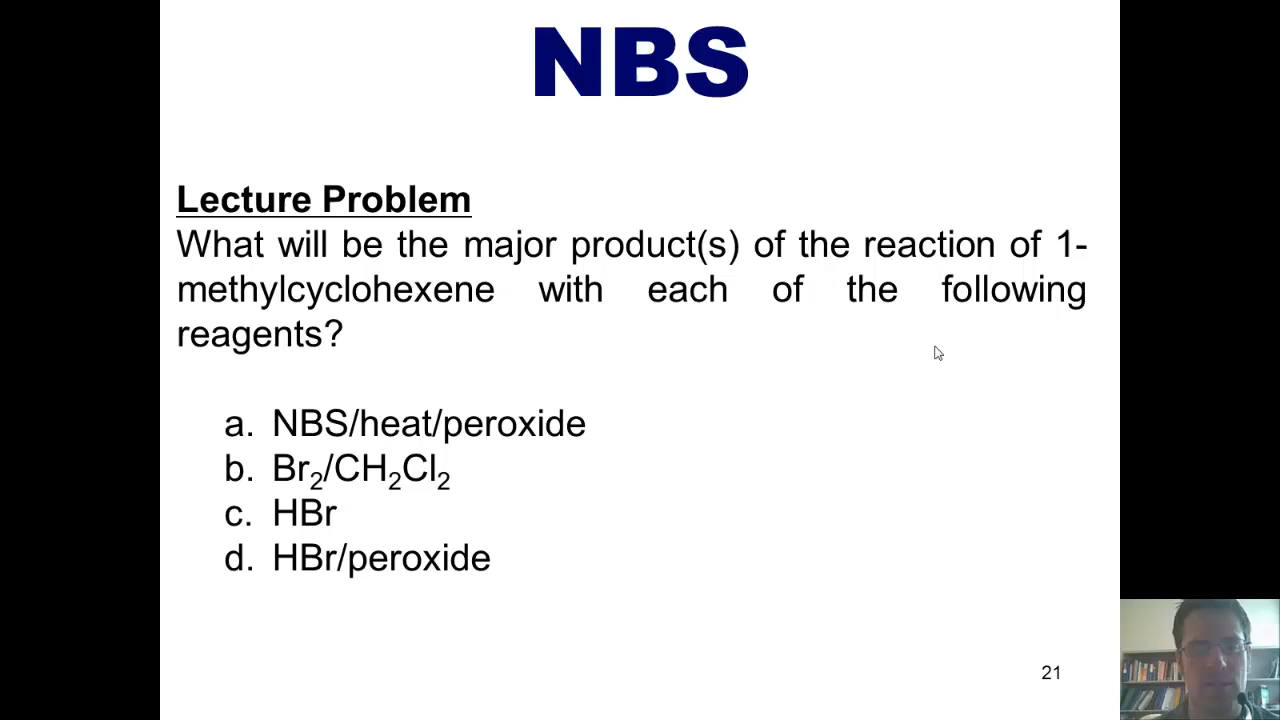 NBS
Lecture Problem
What will be the major product(s) of the reaction of 1-
methylcyclohexene with each of the following
reagents?
a. NBS/heat/peroxide
b. Br₂/CH₂Cl₂
c. HBr
d. HBr/peroxide
21